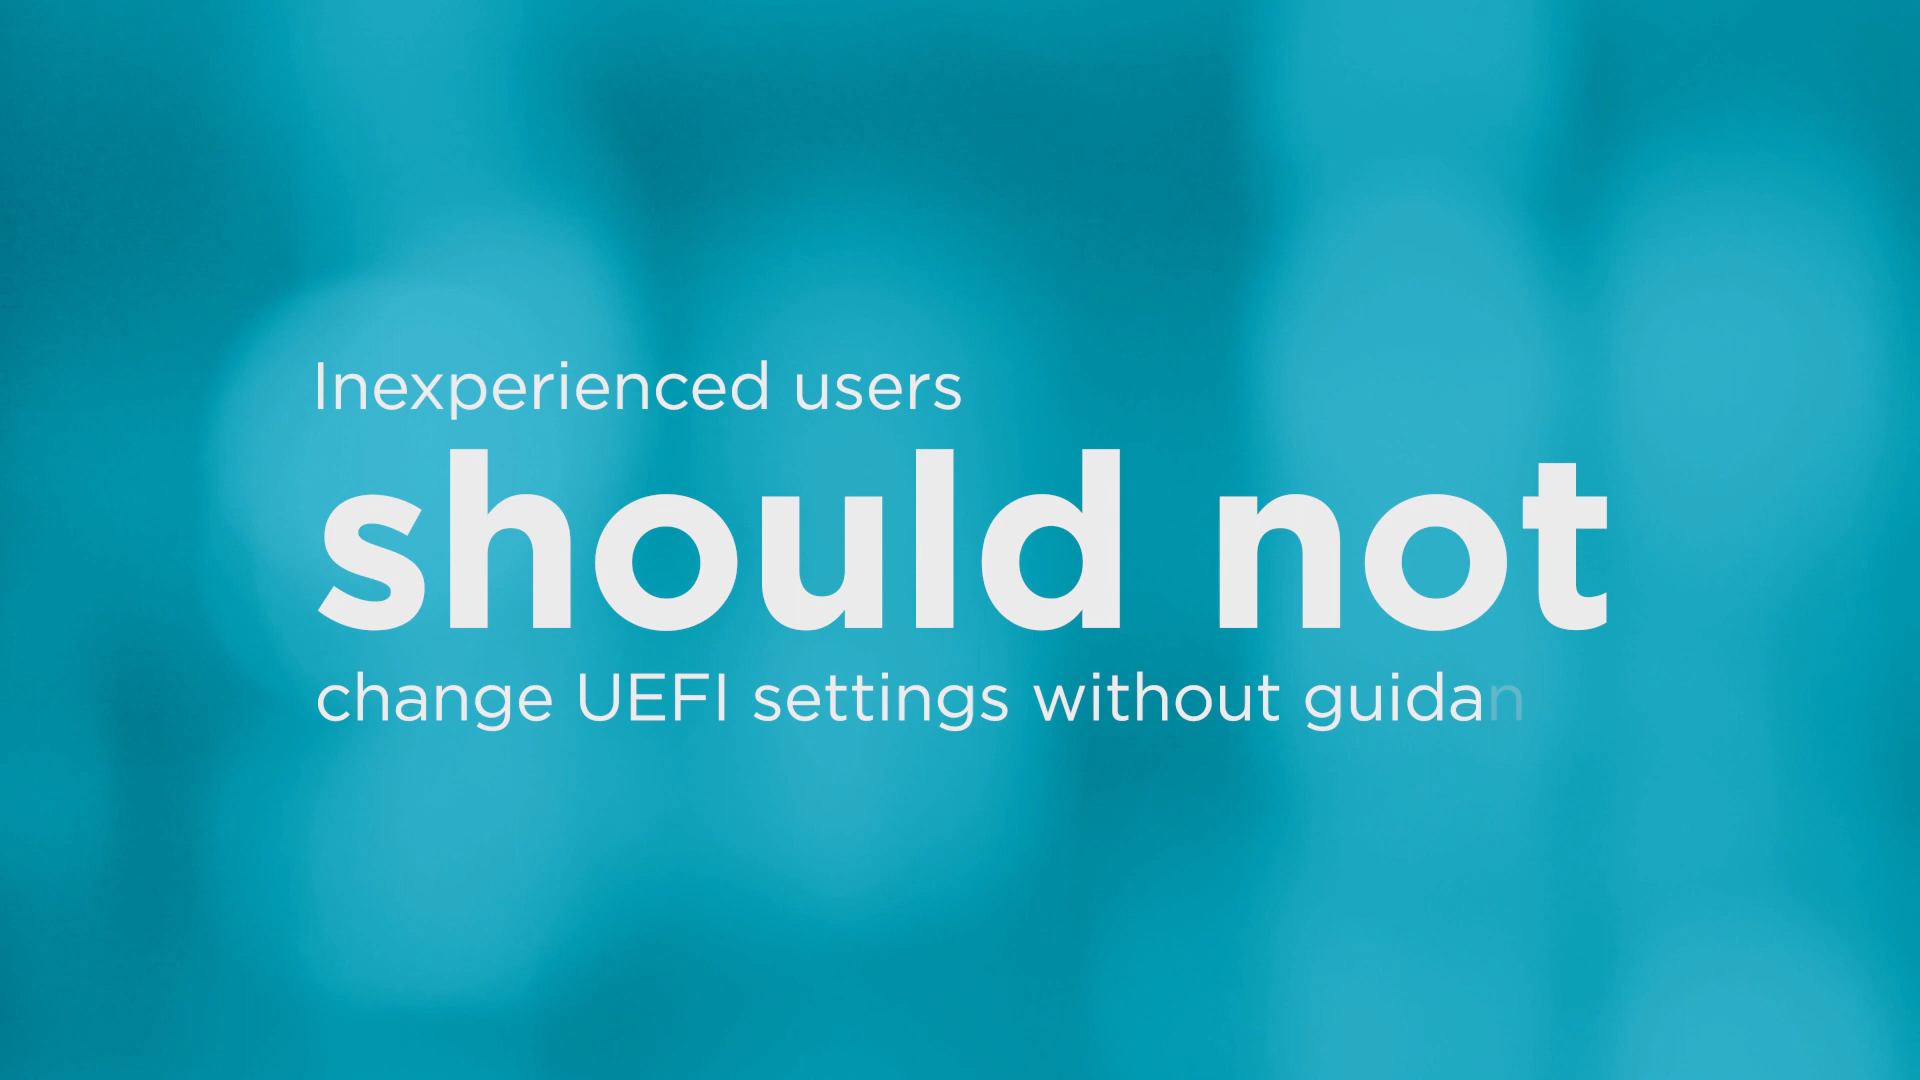 Inexperienced users
should not
change UEFI settings without guidan